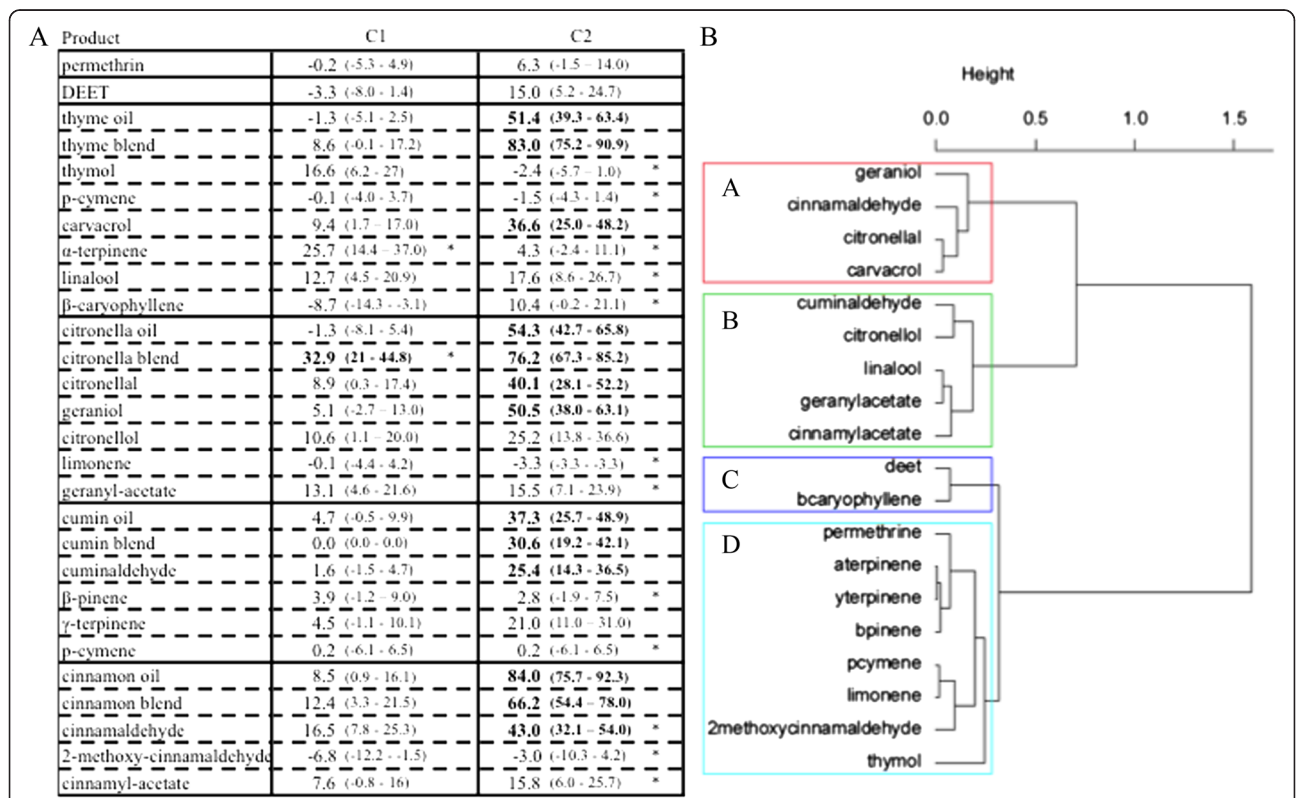 A
Product C1 C2
permethrin -0.2 (-5.3 - 4.9) 6.3 (-1.5 - 14.0)
DEET -3.3 (-8.0 - 1.4) 15.0 (5.2 - 24.7)
thyme oil -1.3 (-5.1 - 2.5) 51.4 (39.3 - 63.4)
thyme blend 8.6 (-0.1 - 17.2) 83.0 (75.2 - 90.9)
thymol 16.6 (6.2 - 27) -2.4 (-5.7 - 1.0) *
p-cymene -0.1 (-4.0 - 3.7) -1.5 (-4.3 - 1.4) *
carvacrol 9.4 (1.7 - 17.0) 36.6 (25.0 - 48.2)
α-terpinene 25.7 (14.4 - 37.0) * 4.3 (-2.4 - 11.1) *
linalool 12.7 (4.5 - 20.9) 17.6 (8.6 - 26.7) *
β-caryophyllene -8.7 (-14.3 - -3.1) 10.4 (-0.2 - 21.1) *
citronella oil -1.3 (-8.1 - 5.4) 54.3 (42.7 - 65.8)
citronella blend 32.9 (21 - 44.8) * 76.2 (67.3 - 85.2)
citronellal 8.9 (0.3 - 17.4) 40.1 (28.1 - 52.2)
geraniol 5.1 (-2.7 - 13.0) 50.5 (38.0 - 63.1)
citronellol 10.6 (1.1 - 20.0) 25.2 (13.8 - 36.6)
limonene -0.1 (-4.4 - 4.2) -3.3 (-3.3 - -3.3) *
geranyl-acetate 13.1 (4.6 - 21.6) 15.5 (7.1 - 23.9) *
cumin oil 4.7 (-0.5 - 9.9) 37.3 (25.7 - 48.9)
cumin blend 0.0 (0.0 - 0.0) 30.6 (19.2 - 42.1)
cuminaldehyde 1.6 (-1.5 - 4.7) 25.4 (14.3 - 36.5)
β-pinene 3.9 (-1.2 - 9.0) 2.8 (-1.9 - 7.5) *
γ-terpinene 4.5 (-1.1 - 10.1) 21.0 (11.0 - 31.0)
p-cymene 0.2 (-6.1 - 6.5) 0.2 (-6.1 - 6.5) *
cinnamon oil 8.5 (0.9 - 16.1) 84.0 (75.7 - 92.3)
cinnamon blend 12.4 (3.3 - 21.5) 66.2 (54.4 - 78.0)
cinnamaldehyde 16.5 (7.8 - 25.3) 43.0 (32.1 - 54.0) *
2-methoxy-cinnamaldehyde -6.8 (-12.2 - -1.5) -3.0 (-10.3 - 4.2) *
cinnamyl-acetate 7.6 (-0.8 - 16) 15.8 (6.0 - 25.7) *
B
Height
0.0 0.5 1.0 1.5
A
geraniol
cinnamaldehyde
citronellal
carvacrol
B
cuminaldehyde
citronellol
linalool
geranylacetate
cinnamylacetate
C
deet
bcaryophyllene
D
permethrine
aterpinene
yterpinene
bpinene
pcymene
limonene
2methoxycinnamaldehyde
thymol